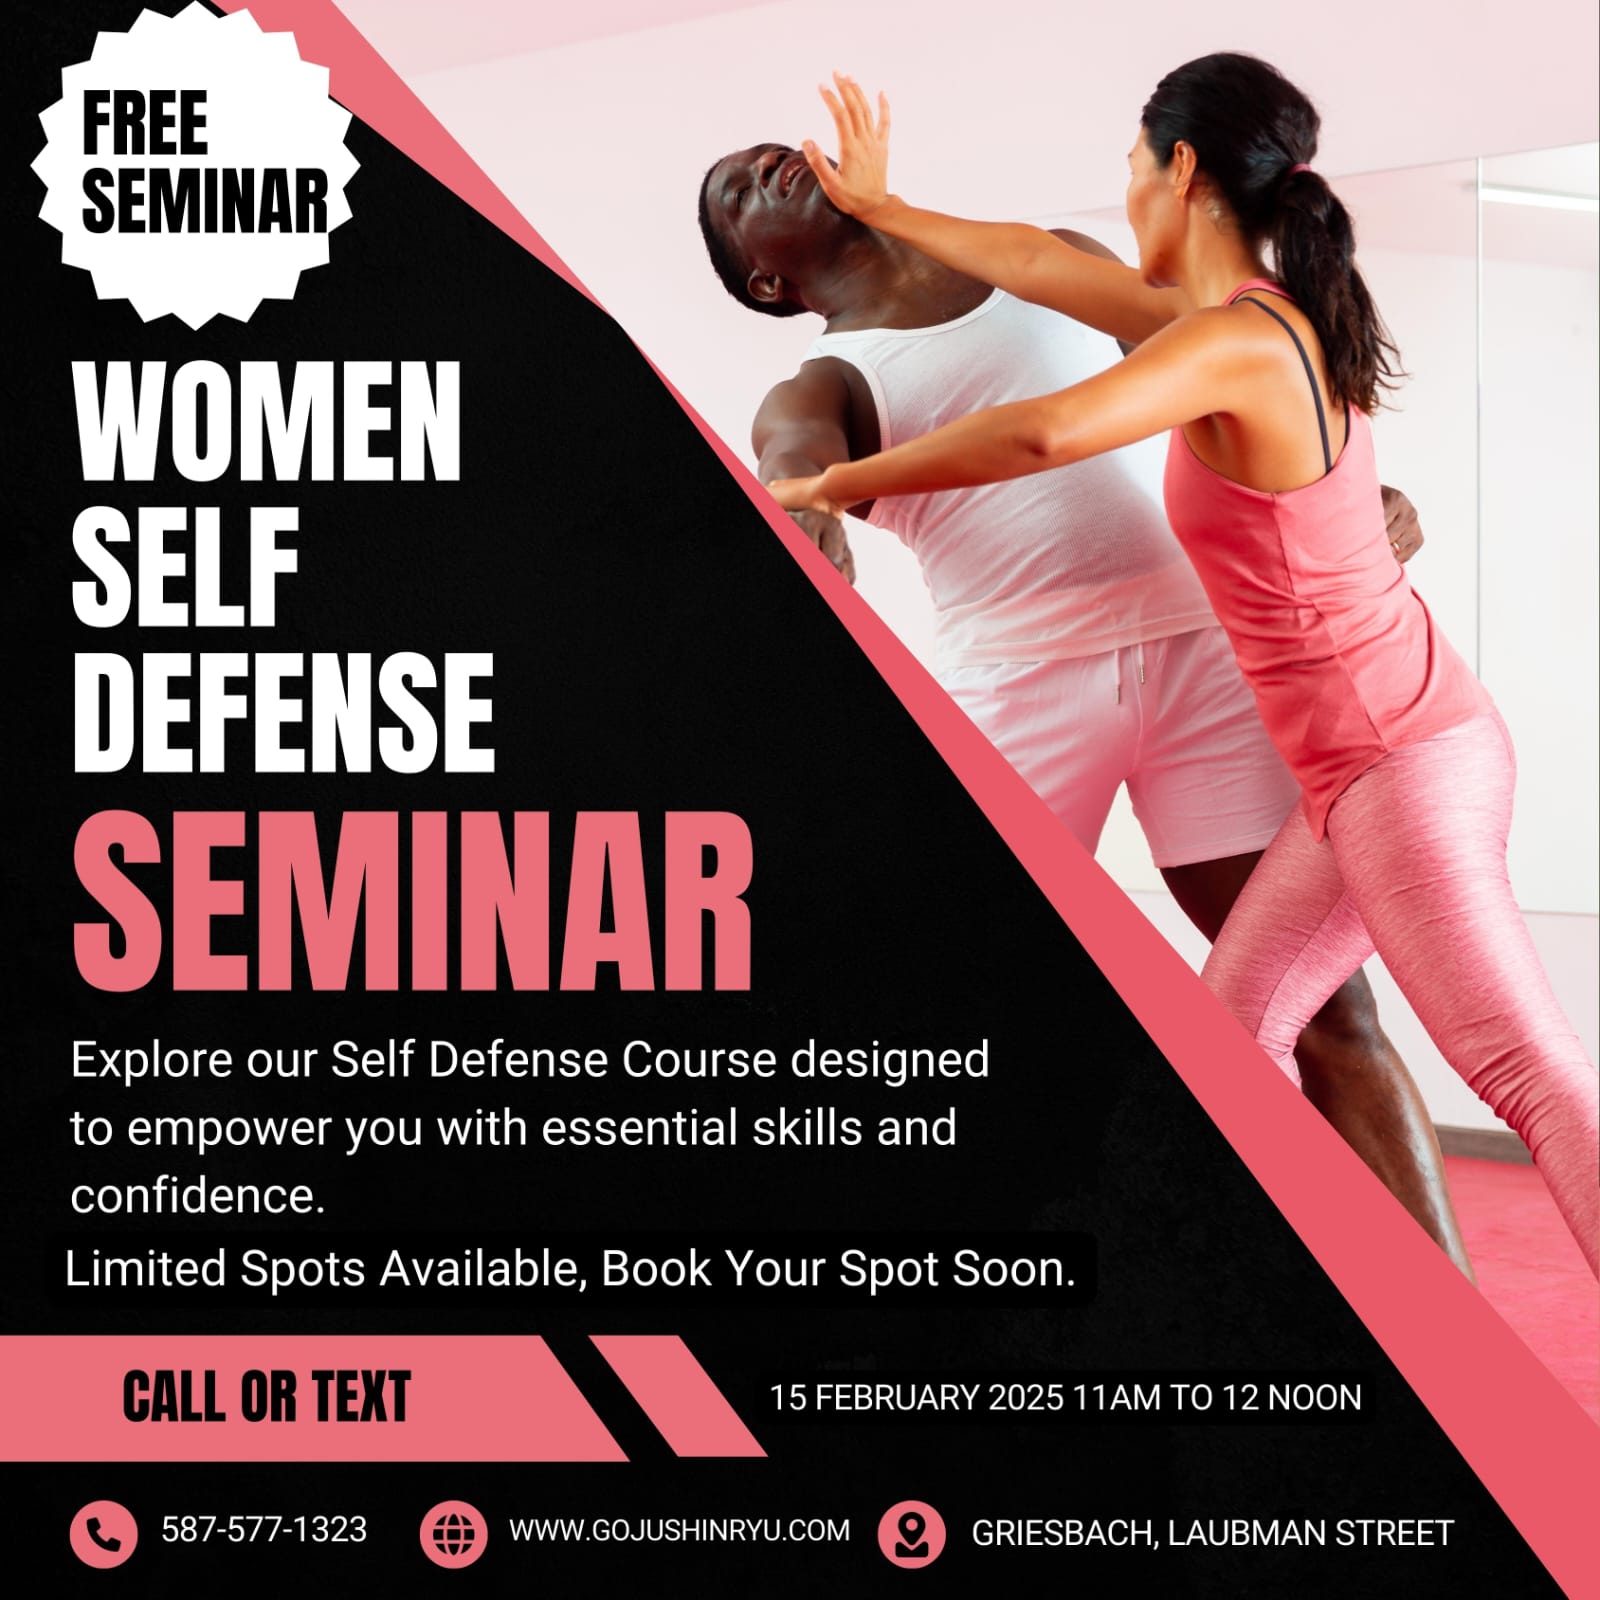 FREE
SEMINAR
WOMEN
SELF
DEFENSE
SEMINAR
Explore our Self Defense Course designed
to empower you with essential skills and
confidence.
Limited Spots Available, Book Your Spot Soon.
CALL OR TEXT
15 FEBRUARY 2025 11AM TO 12 NOON
587-577-1323
WWW.GOJUSHINRYU.COM
GRIESBACH, LAUBMAN STREET